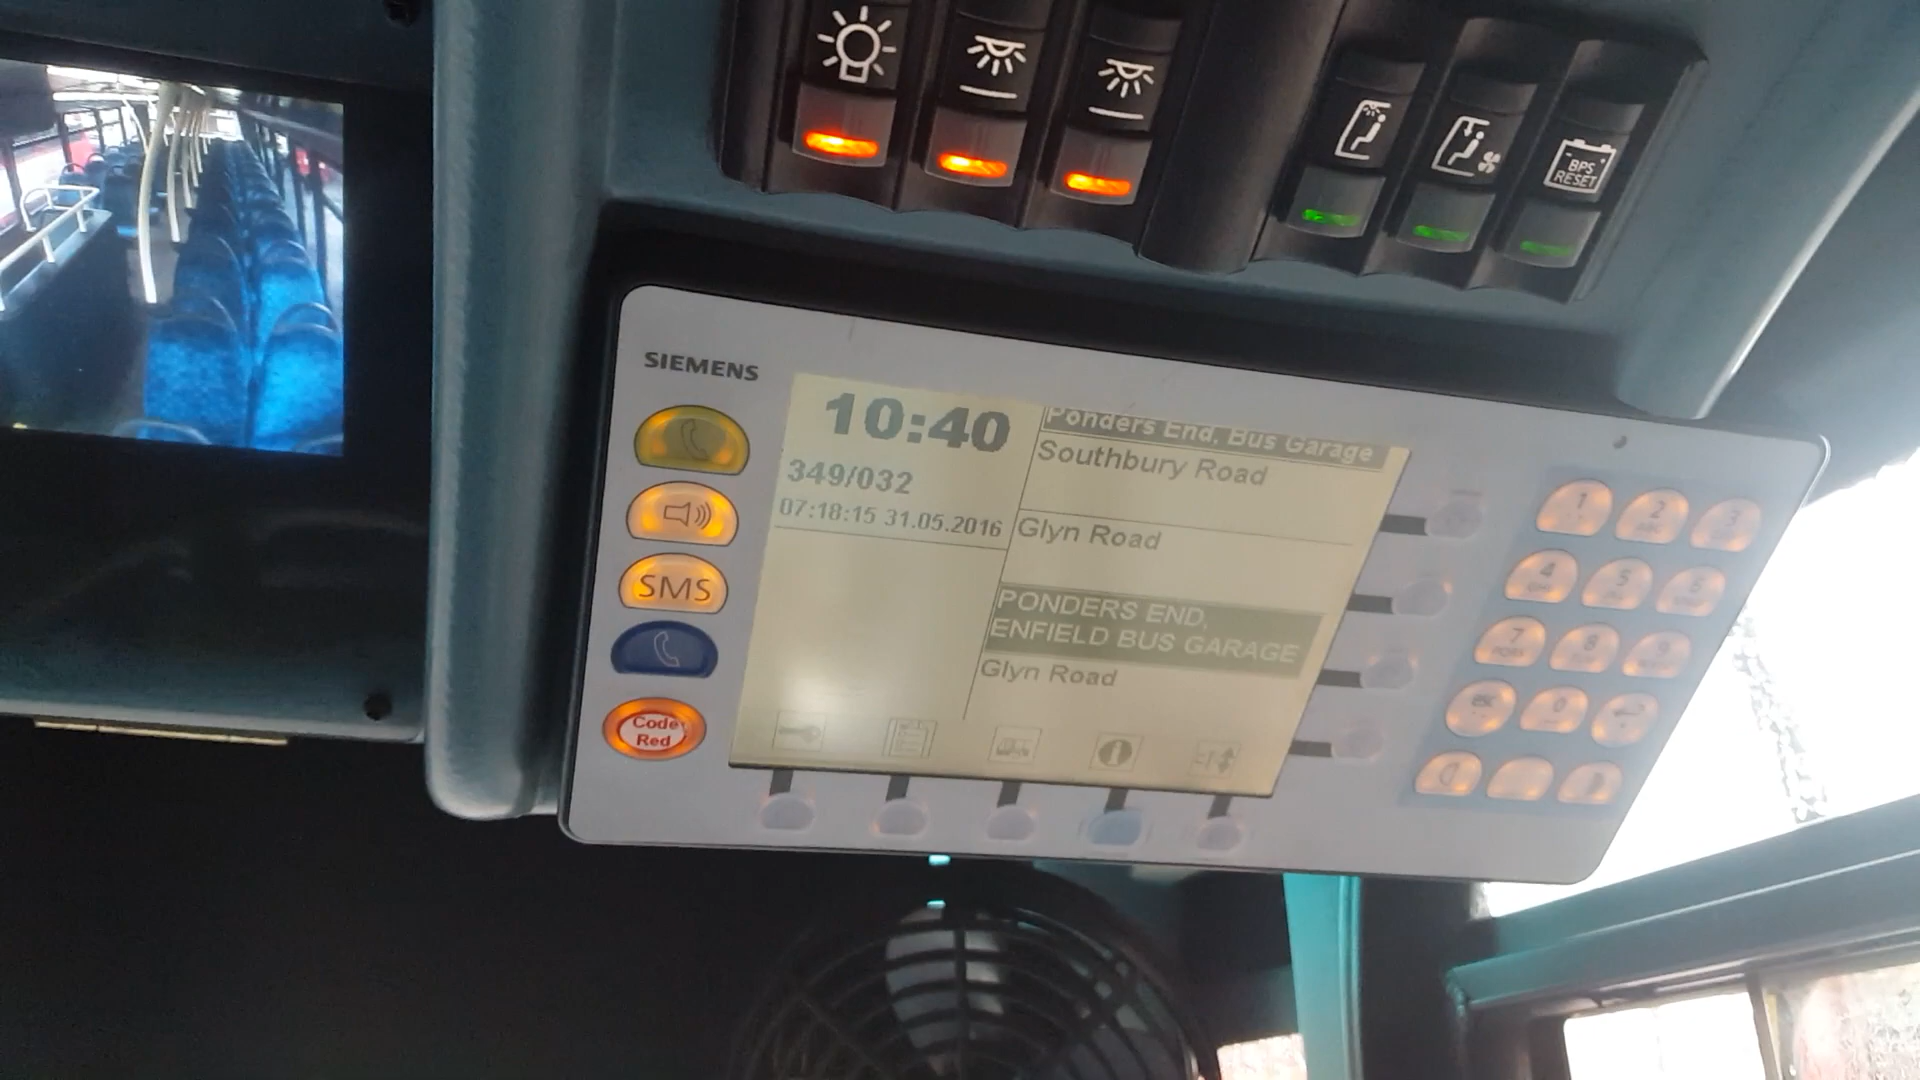 BPS
RESET
SIEMENS
10:40
349/032
07:18:15 31.05.2016
Ponders End, Bus Garage
Southbury Road
Glyn Road
PONDERS END,
ENFIELD BUS GARAGE
Glyn Road
SMS
Code
Red
1
2
3
4
5
6
7
8
9
esc
0